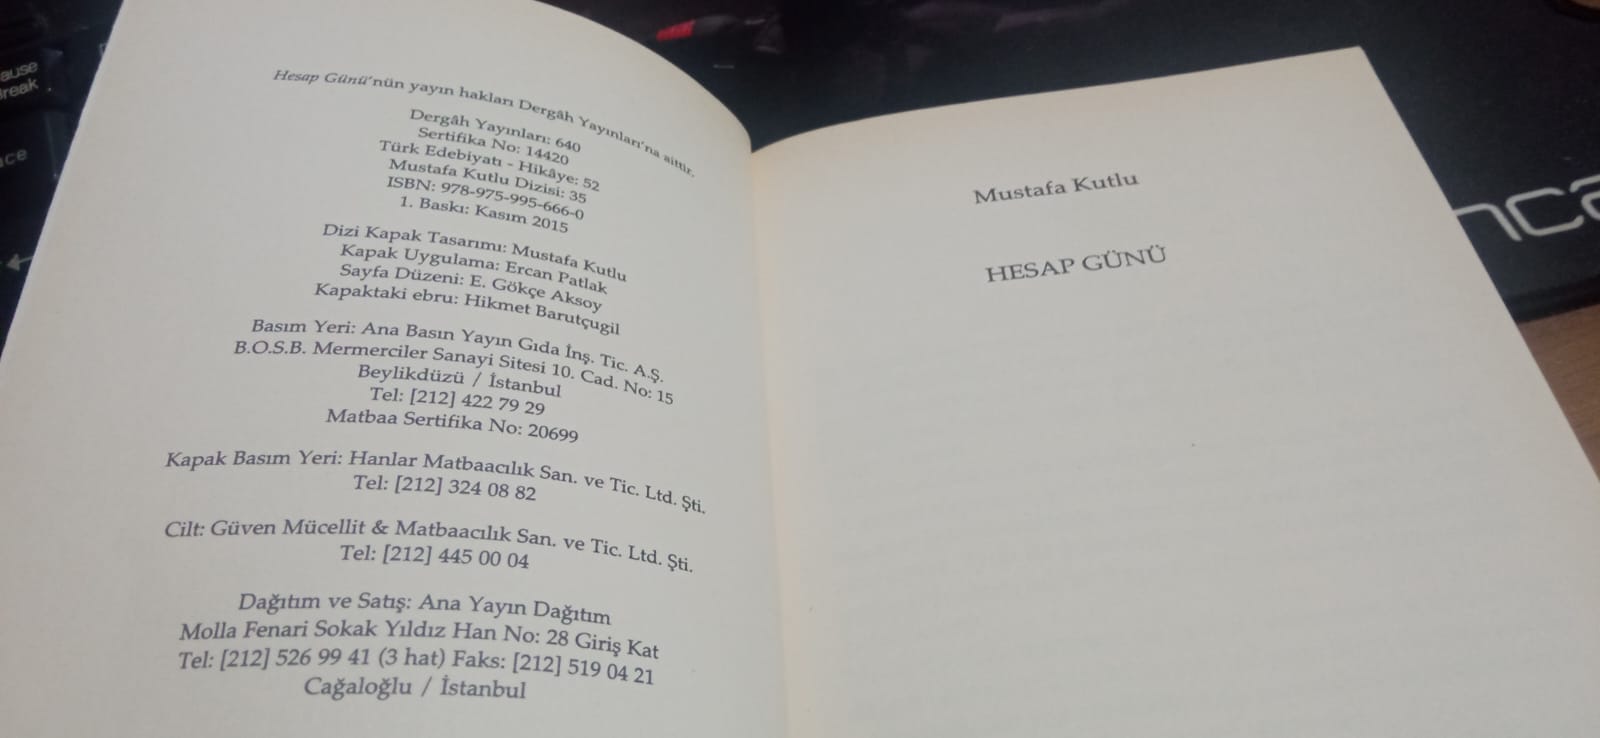 Hesap Günü'nün yayın hakları Dergâh Yayınları'na aittir.
Dergâh Yayınları: 640
Sertifika No: 14420
Türk Edebiyatı - Hikâye: 52
Mustafa Kutlu Dizisi: 35
ISBN: 978-975-995-666-0
1. Baskı: Kasım 2015
Dizi Kapak Tasarımı: Mustafa Kutlu
Kapak Uygulama: Ercan Patlak
Sayfa Düzeni: E. Gökçe Aksoy
Kapaktaki ebru: Hikmet Barutçugil
Basım Yeri: Ana Basın Yayın Gıda İnş. Tic. A.Ş.
B.O.S.B. Mermerciler Sanayi Sitesi 10. Cad. No: 15
Beylikdüzü / İstanbul
Tel: [212] 422 79 29
Matbaa Sertifika No: 20699
Kapak Basım Yeri: Hanlar Matbaacılık San. ve Tic. Ltd. Şti.
Tel: [212] 324 08 82
Cilt: Güven Mücellit & Matbaacılık San. ve Tic. Ltd. Şti.
Tel: [212] 445 00 04
Dağıtım ve Satış: Ana Yayın Dağıtım
Molla Fenari Sokak Yıldız Han No: 28 Giriş Kat
Tel: [212] 526 99 41 (3 hat) Faks: [212] 519 04 21
Cağaloğlu / İstanbul
Mustafa Kutlu
HESAP GÜNÜ